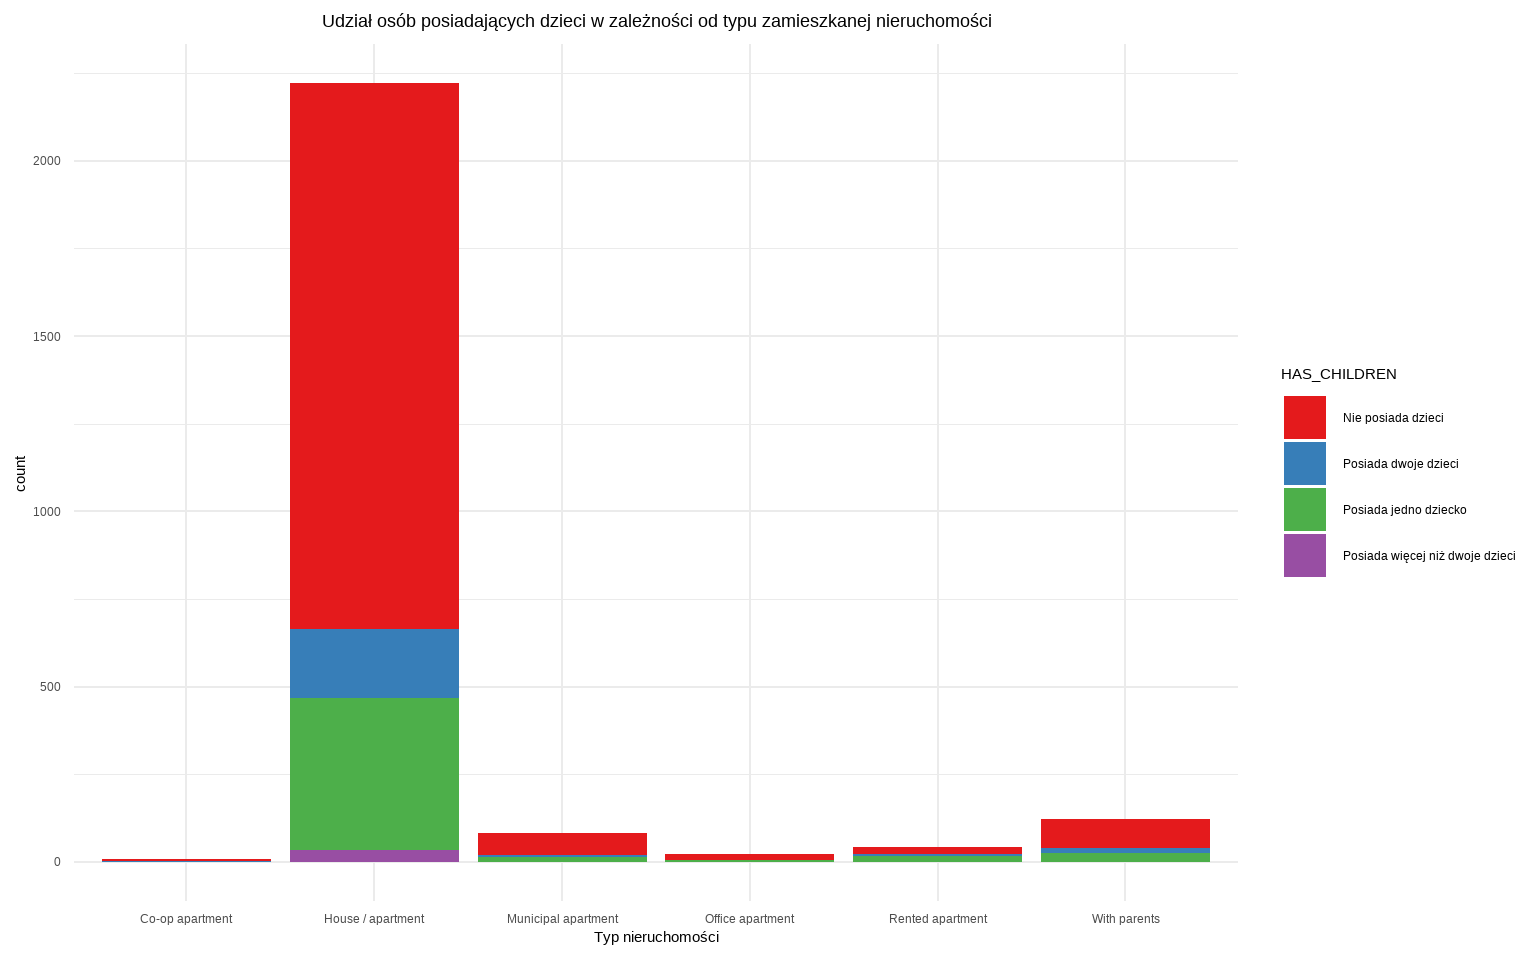 Udział osób posiadających dzieci w zależności od typu zamieszkanej nieruchomości
2000
1500
1000
500
0
count
Co-op apartment
House / apartment
Municipal apartment
Office apartment
Rented apartment
With parents
Typ nieruchomości
HAS_CHILDREN
Nie posiada dzieci
Posiada dwoje dzieci
Posiada jedno dziecko
Posiada więcej niż dwoje dzieci